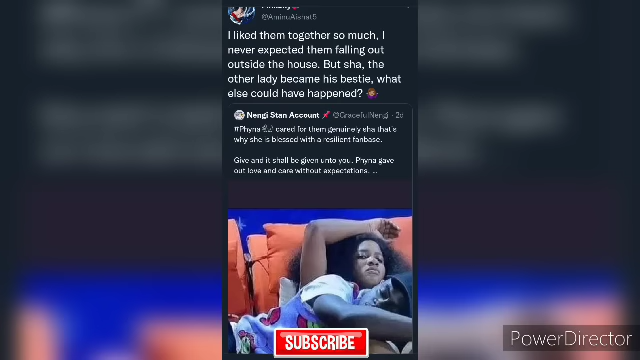 @AminuAishat5
I liked them together so much, I
never expected them falling out
outside the house. But sha, the
other lady became his bestie, what
else could have happened?
Nengi Stan Account @GracefulNengi · 2d
#Phyna cared for them genuinely sha that's
why she is blessed with a resilient fanbase.
Give and it shall be given unto you. Phyna gave
out love and care without expectations. ...
SUBSCRIBE
PowerDirector